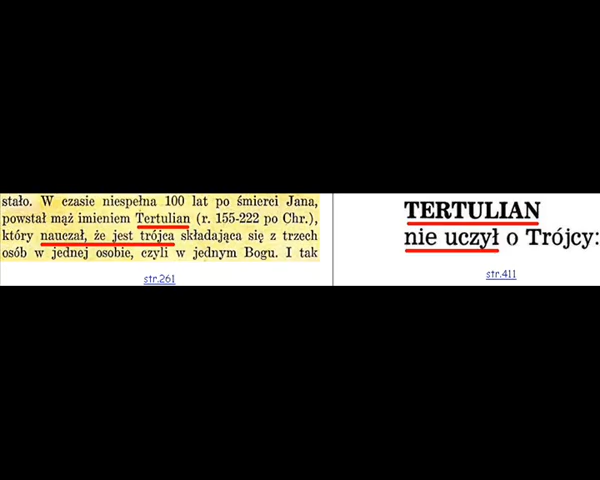 stało. W czasie niespełna 100 lat po śmierci Jana,
powstał mąż imieniem Tertulian (r. 155-222 po Chr.),
który nauczał, że jest trójca składająca się z trzech
osób w jednej osobie, czyli w jednym Bogu. I tak
str.261
TERTULIAN
nie uczył o Trójcy:
str.411